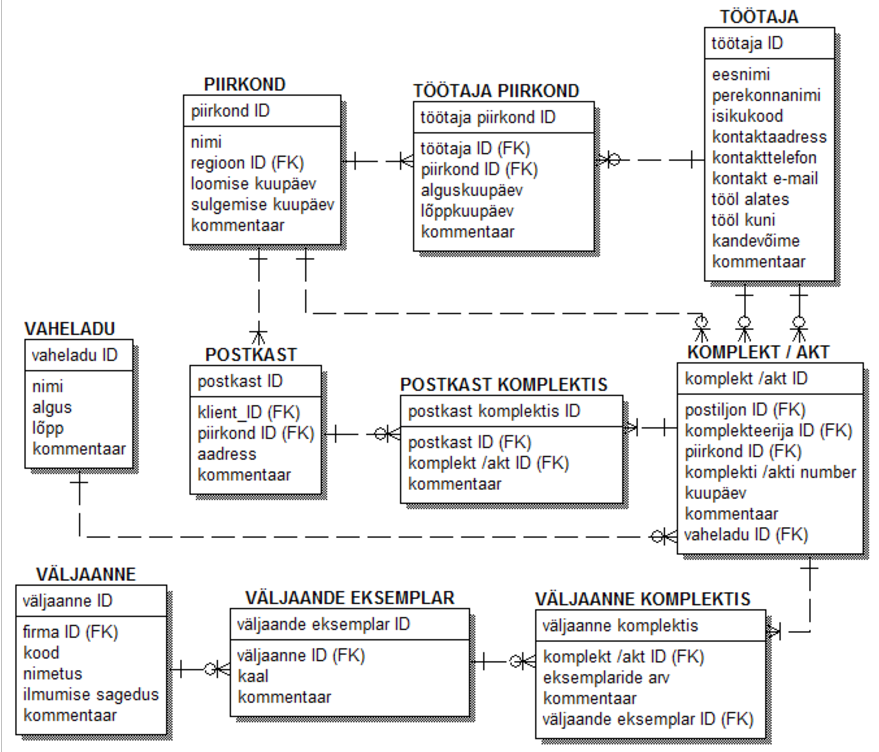 TÖÖTAJA
töötaja ID
eesnimi
perekonnanimi
isikukood
kontaktaadress
kontakttelefon
kontakt e-mail
tööl alates
tööl kuni
kandevõime
kommentaar
PIIRKOND
piirkond ID
nimi
regioon ID (FK)
loomise kuupäev
sulgemise kuupäev
kommentaar
TÖÖTAJA PIIRKOND
töötaja piirkond ID
töötaja ID (FK)
piirkond ID (FK)
alguskuupäev
lõppkuupäev
kommentaar
VAHELADU
vaheladu ID
nimi
algus
lõpp
kommentaar
POSTKAST
postkast ID
klient_ID (FK)
piirkond ID (FK)
aadress
kommentaar
POSTKAST KOMPLEKTIS
postkast komplektis ID
postkast ID (FK)
komplekt /akt ID (FK)
kommentaar
KOMPLEKT / AKT
komplekt /akt ID
postiljon ID (FK)
komplekteerija ID (FK)
piirkond ID (FK)
komplekti /akti number
kuupäev
kommentaar
vaheladu ID (FK)
VÄLJAANNE
väljaanne ID
firma ID (FK)
kood
nimetus
ilmumise sagedus
kommentaar
VÄLJAANDE EKSEMPLAR
väljaande eksemplar ID
väljaanne ID (FK)
kaal
kommentaar
VÄLJAANNE KOMPLEKTIS
väljaanne komplektis
komplekt /akt ID (FK)
eksemplaride arv
kommentaar
väljaande eksemplar ID (FK)